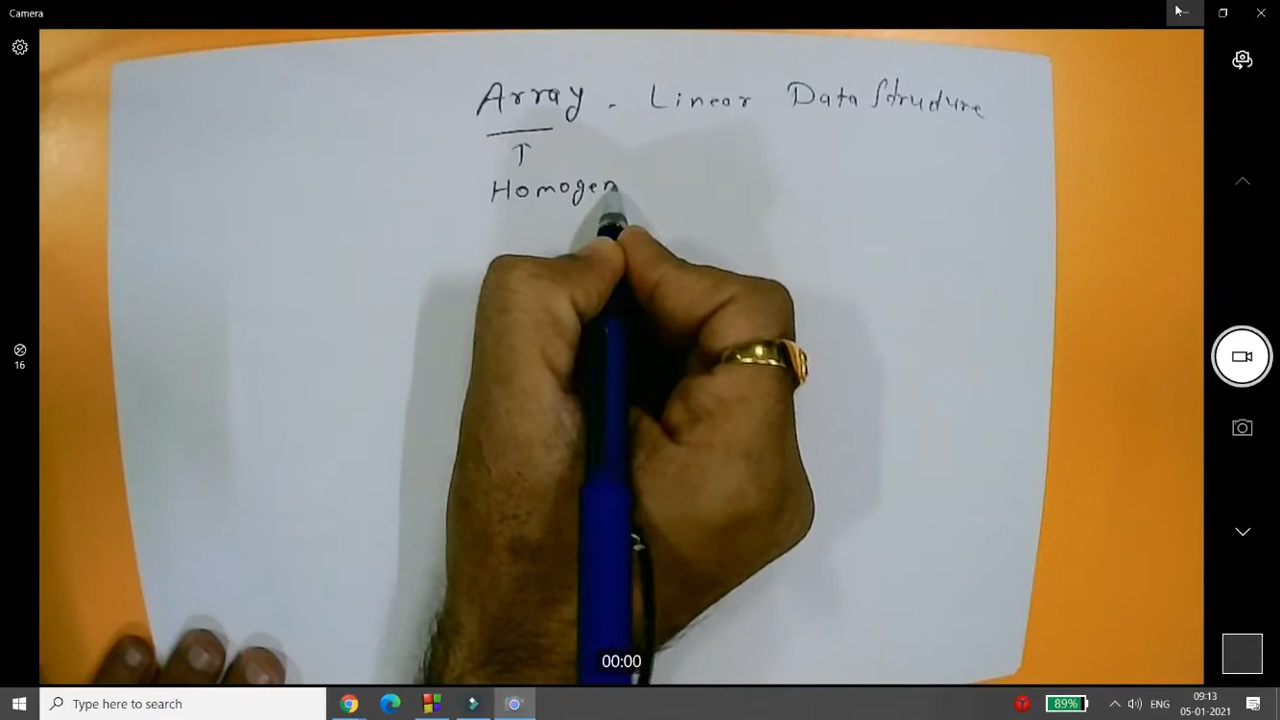 Camera
Array - Linear Data Structure
Homogen
16
00:00
Type here to search
89%
ENG
09:13
05-01-2021